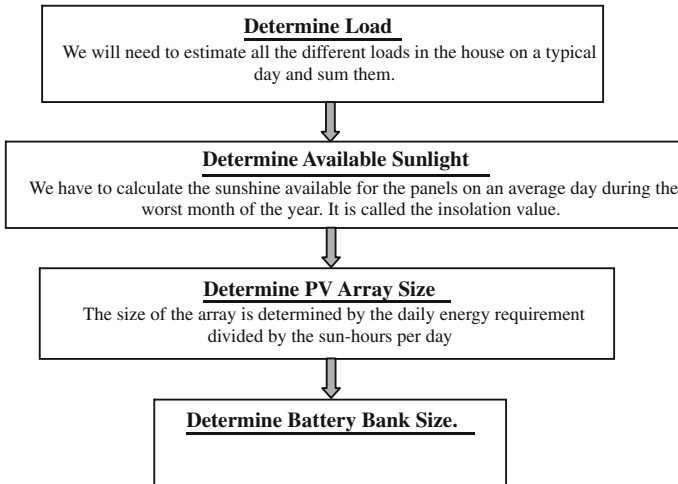 Determine Load
We will need to estimate all the different loads in the house on a typical
day and sum them.
Determine Available Sunlight
We have to calculate the sunshine available for the panels on an average day during the
worst month of the year. It is called the insolation value.
Determine PV Array Size
The size of the array is determined by the daily energy requirement
divided by the sun-hours per day
Determine Battery Bank Size.